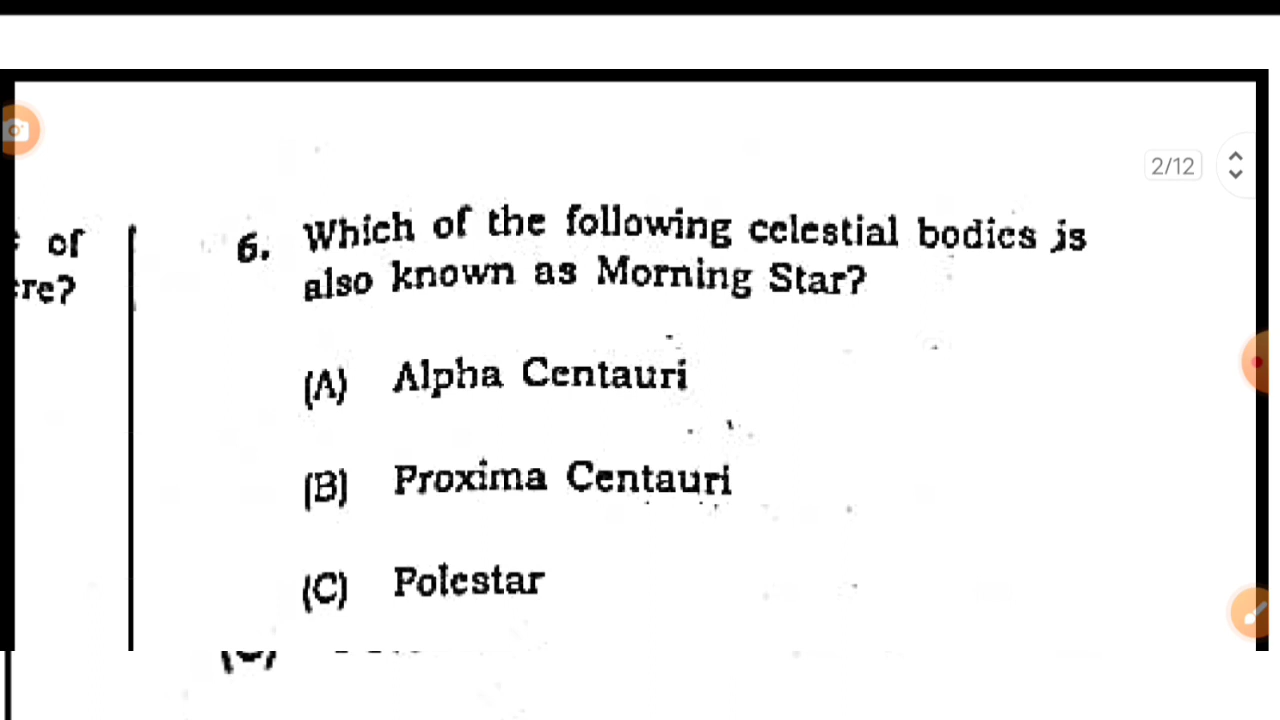 2/12
of
re?
6. Which of the following celestial bodies is
also known as Morning Star?
(A) Alpha Centauri
(B) Proxima Centauri
(C) Polestar